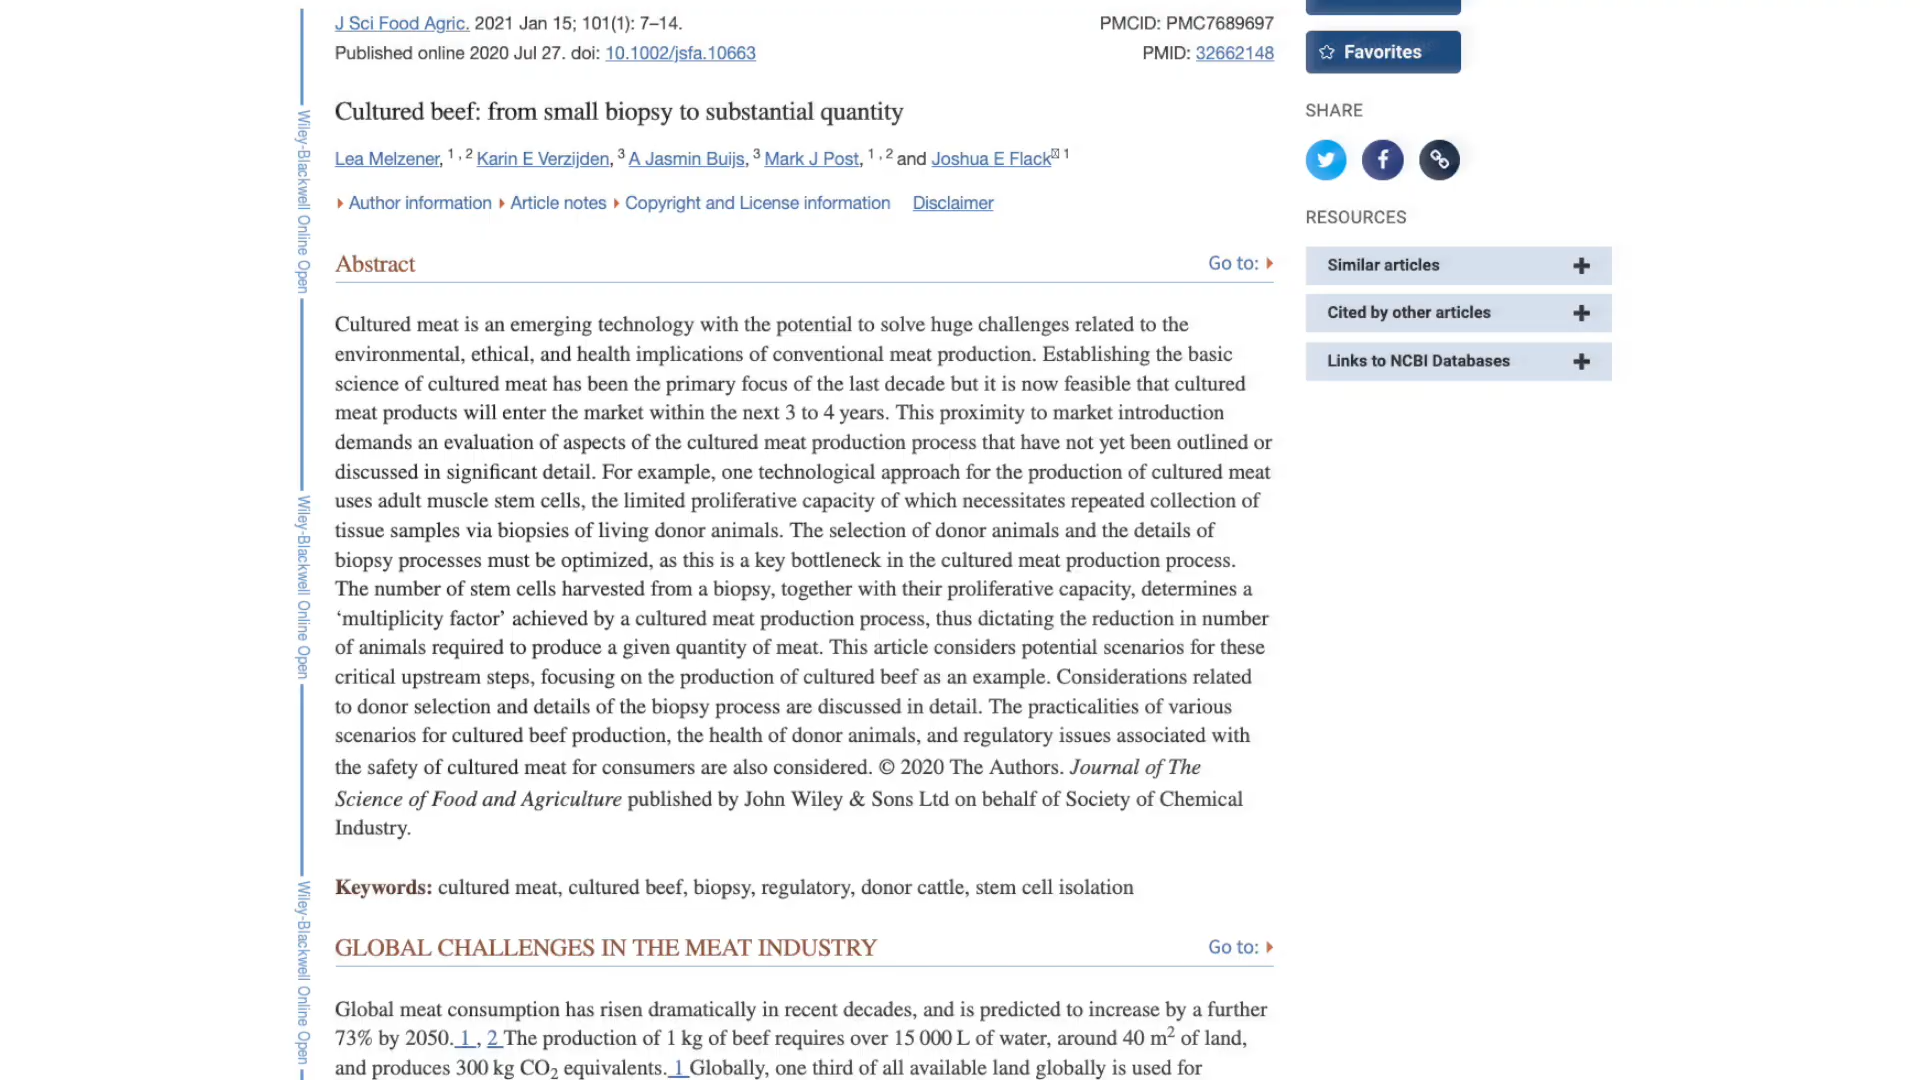 J Sci Food Agric. 2021 Jan 15; 101(1): 7–14.
PMCID: PMC7689697
Published online 2020 Jul 27. doi: 10.1002/jsfa.10663
PMID: 32662148
Cultured beef: from small biopsy to substantial quantity
Lea Melzener, 1 , 2 Karin E Verzijden, 3 A Jasmin Buijs, 3 Mark J Post, 1 , 2 and Joshua E Flack 1
Author information Article notes Copyright and License information Disclaimer
Abstract
Go to:
Cultured meat is an emerging technology with the potential to solve huge challenges related to the
environmental, ethical, and health implications of conventional meat production. Establishing the basic
science of cultured meat has been the primary focus of the last decade but it is now feasible that cultured
meat products will enter the market within the next 3 to 4 years. This proximity to market introduction
demands an evaluation of aspects of the cultured meat production process that have not yet been outlined or
discussed in significant detail. For example, one technological approach for the production of cultured meat
uses adult muscle stem cells, the limited proliferative capacity of which necessitates repeated collection of
tissue samples via biopsies of living donor animals. The selection of donor animals and the details of
biopsy processes must be optimized, as this is a key bottleneck in the cultured meat production process.
The number of stem cells harvested from a biopsy, together with their proliferative capacity, determines a
‘multiplicity factor’ achieved by a cultured meat production process, thus dictating the reduction in number
of animals required to produce a given quantity of meat. This article considers potential scenarios for these
critical upstream steps, focusing on the production of cultured beef as an example. Considerations related
to donor selection and details of the biopsy process are discussed in detail. The practicalities of various
scenarios for cultured beef production, the health of donor animals, and regulatory issues associated with
the safety of cultured meat for consumers are also considered. © 2020 The Authors. Journal of The
Science of Food and Agriculture published by John Wiley & Sons Ltd on behalf of Society of Chemical
Industry.
Keywords: cultured meat, cultured beef, biopsy, regulatory, donor cattle, stem cell isolation
GLOBAL CHALLENGES IN THE MEAT INDUSTRY
Go to:
Global meat consumption has risen dramatically in recent decades, and is predicted to increase by a further
73% by 2050. 1 , 2 The production of 1 kg of beef requires over 15 000 L of water, around 40 m² of land,
and produces 300 kg CO₂ equivalents. 1 Globally, one third of all available land globally is used for
Wiley-Blackwell Online Open
Wiley-Blackwell Online Open
Wiley-Blackwell Online Open
Favorites
SHARE
RESOURCES
Similar articles
Cited by other articles
Links to NCBI Databases